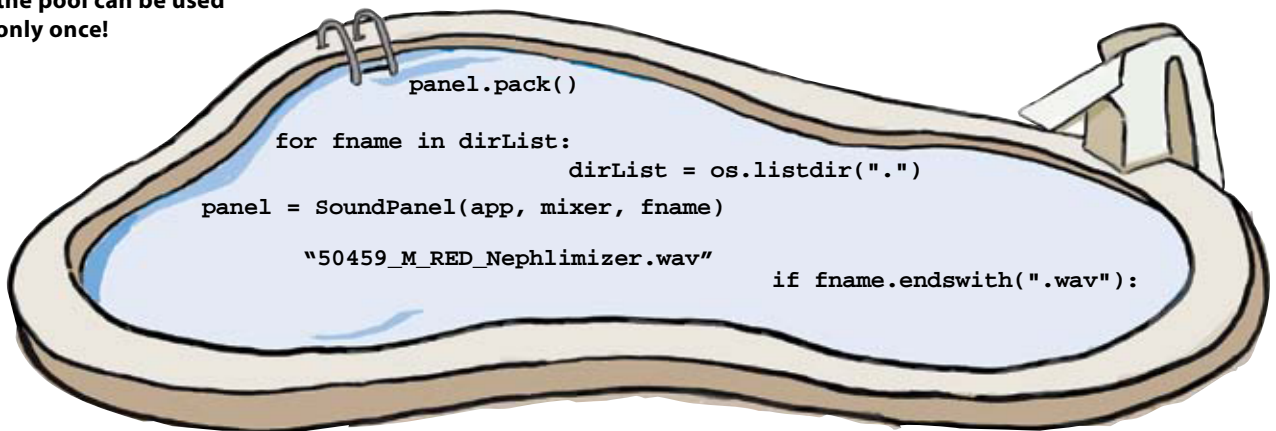 the pool can be used
only once!
panel.pack()
for fname in dirList:
dirList = os.listdir(".")
panel = SoundPanel(app, mixer, fname)
“50459_M_RED_Nephlimizer.wav”
if fname.endswith(".wav"):